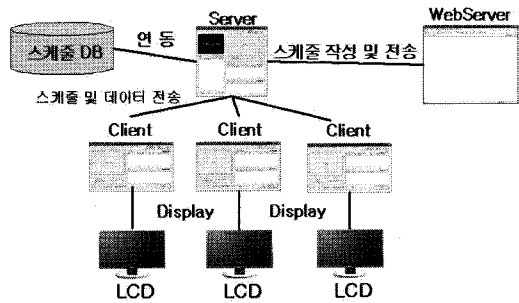 Server
WebServer
스케줄 DB
연 동
스케줄 작성 및 전송
스케줄 및 데이터 전송
Client
Client
Client
Display
Display
LCD
LCD
LCD